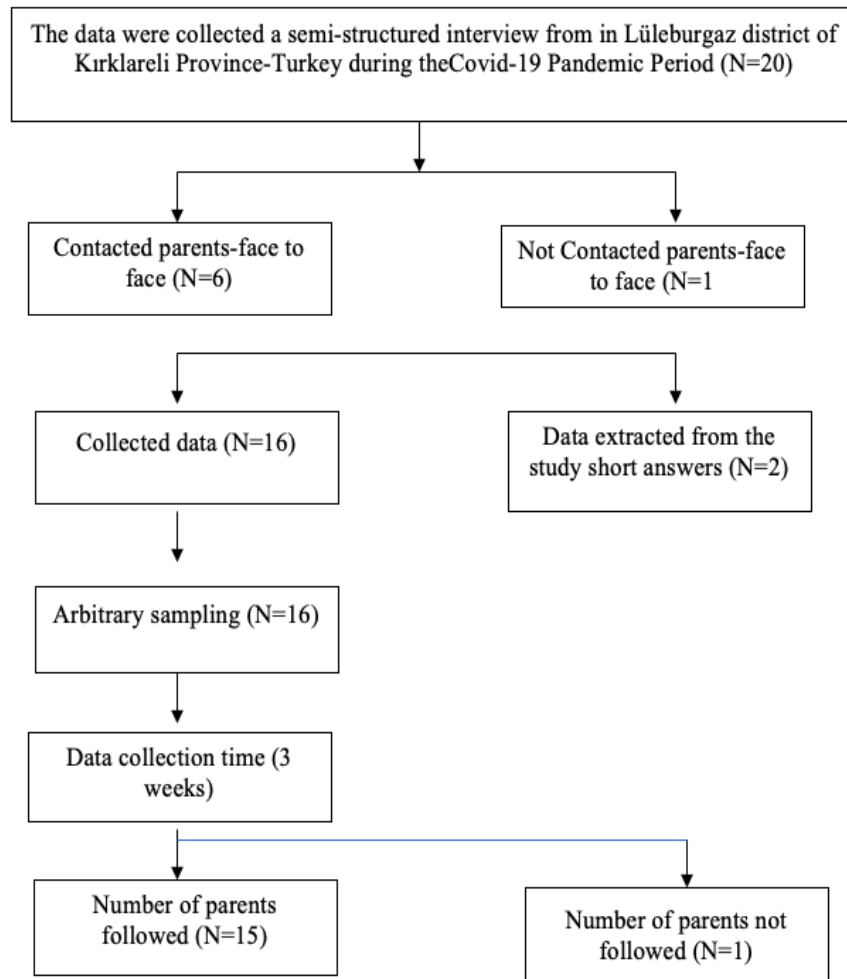 The data were collected a semi-structured interview from in Lüleburgaz district of
Kırklareli Province-Turkey during theCovid-19 Pandemic Period (N=20)
Contacted parents-face to
face (N=6)
Not Contacted parents-face
to face (N=1
Collected data (N=16)
Data extracted from the
study short answers (N=2)
Arbitrary sampling (N=16)
Data collection time (3
weeks)
Number of parents
followed (N=15)
Number of parents not
followed (N=1)